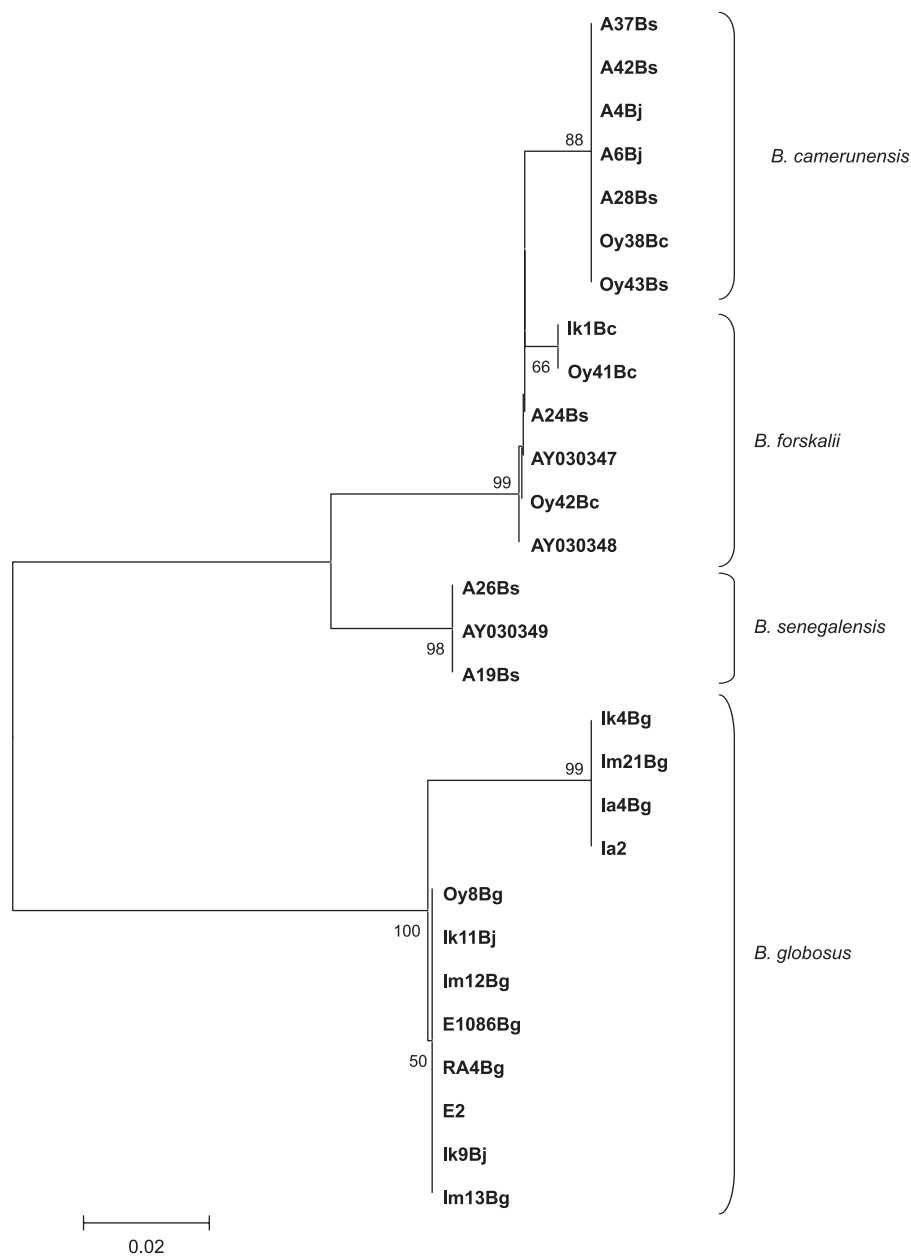 A37Bs
A42Bs
A4Bj
88
A6Bj
B. camerunensis
A28Bs
Oy38Bc
Oy43Bs
Ik1Bc
66
Oy41Bc
A24Bs
B. forskalii
AY030347
99
Oy42Bc
AY030348
A26Bs
AY030349
B. senegalensis
98
A19Bs
Ik4Bg
Im21Bg
99
Ia4Bg
Ia2
Oy8Bg
100
Ik11Bj
B. globosus
Im12Bg
E1086Bg
50
RA4Bg
E2
Ik9Bj
Im13Bg
0.02